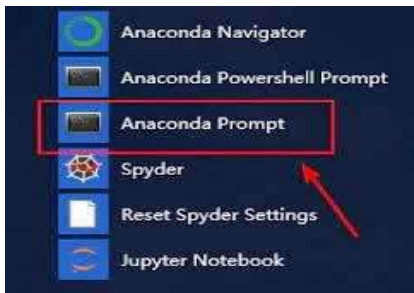 Anaconda Navigator
Anaconda Powershell Prompt
Anaconda Prompt
Spyder
Reset Spyder Settings
Jupyter Notebook